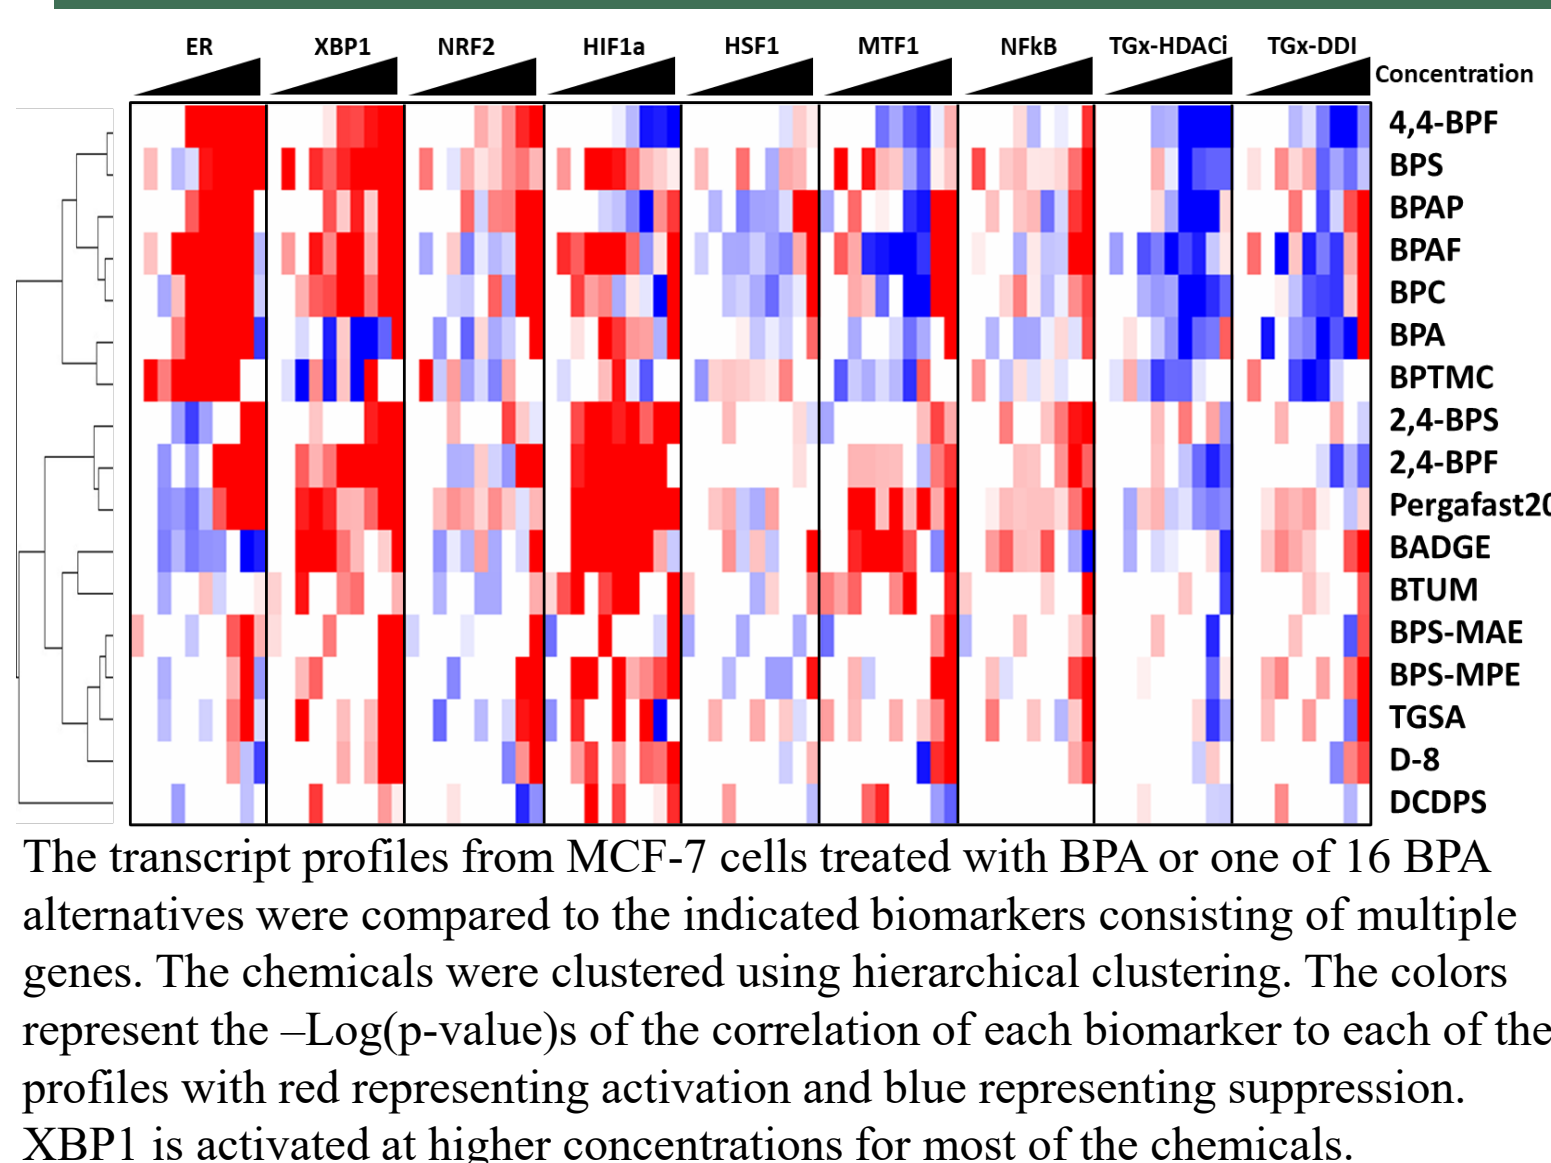 ER XBP1 NRF2 HIF1a HSF1 MTF1 NFkB TGx-HDACi TGx-DDI
Concentration
4,4-BPF
BPS
BPAP
BPAF
BPC
BPA
BPTMC
2,4-BPS
2,4-BPF
Pergafast20
BADGE
BTUM
BPS-MAE
BPS-MPE
TGSA
D-8
DCDPS
The transcript profiles from MCF-7 cells treated with BPA or one of 16 BPA
alternatives were compared to the indicated biomarkers consisting of multiple
genes. The chemicals were clustered using hierarchical clustering. The colors
represent the –Log(p-value)s of the correlation of each biomarker to each of the
profiles with red representing activation and blue representing suppression.
XBP1 is activated at higher concentrations for most of the chemicals.